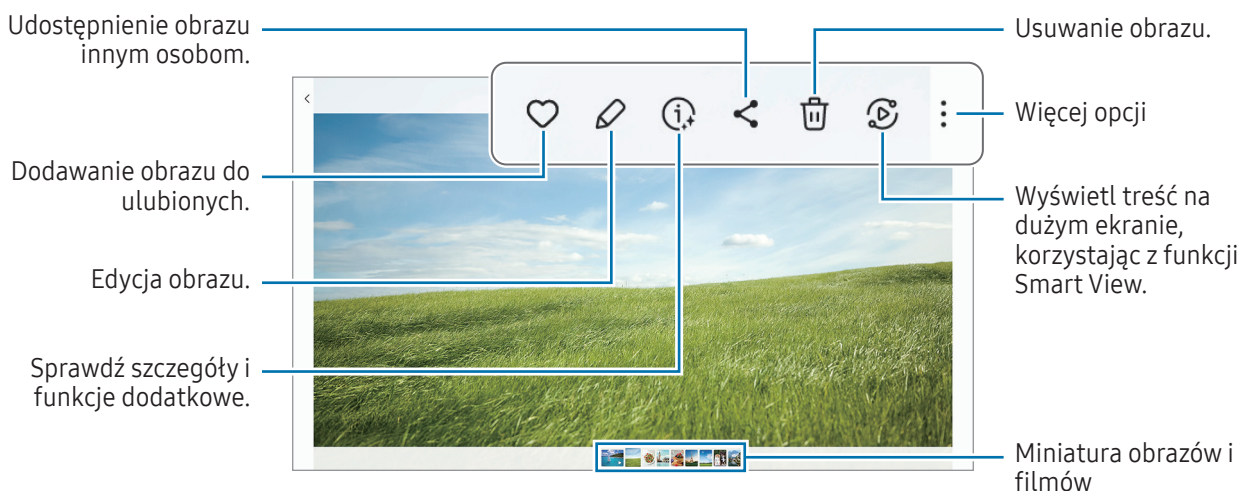 Udostępnienie obrazu
innym osobom.
Usuwanie obrazu.
Więcej opcji
Dodawanie obrazu do
ulubionych.
Wyświetl treść na
dużym ekranie,
korzystając z funkcji
Smart View.
Edycja obrazu.
Sprawdź szczegóły i
funkcje dodatkowe.
Miniatura obrazów i
filmów